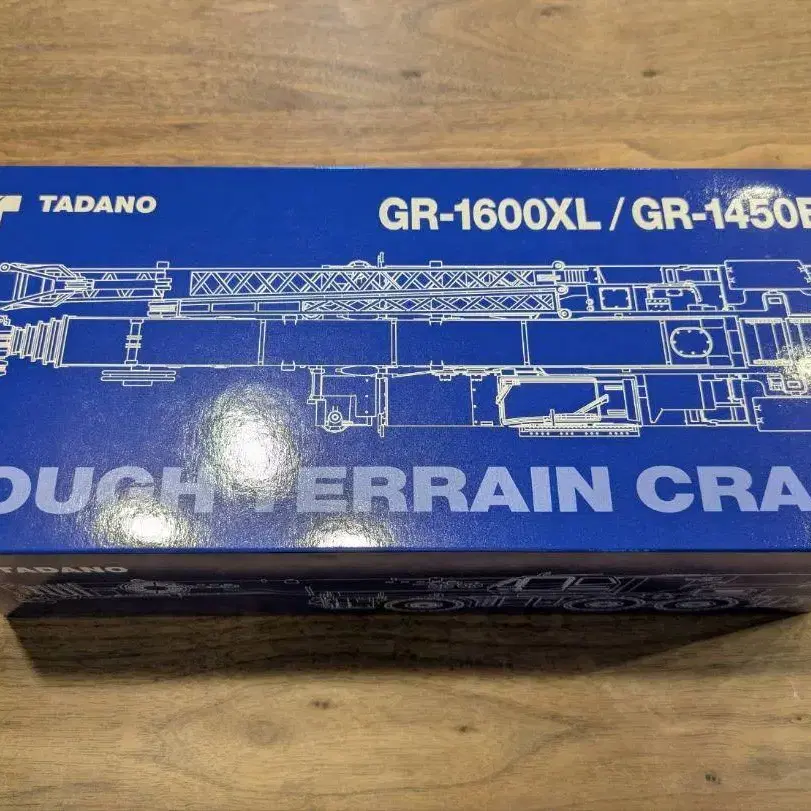 TADANO
GR-1600XL / GR-1450E
OUGH TERRAIN CRA
TADANO